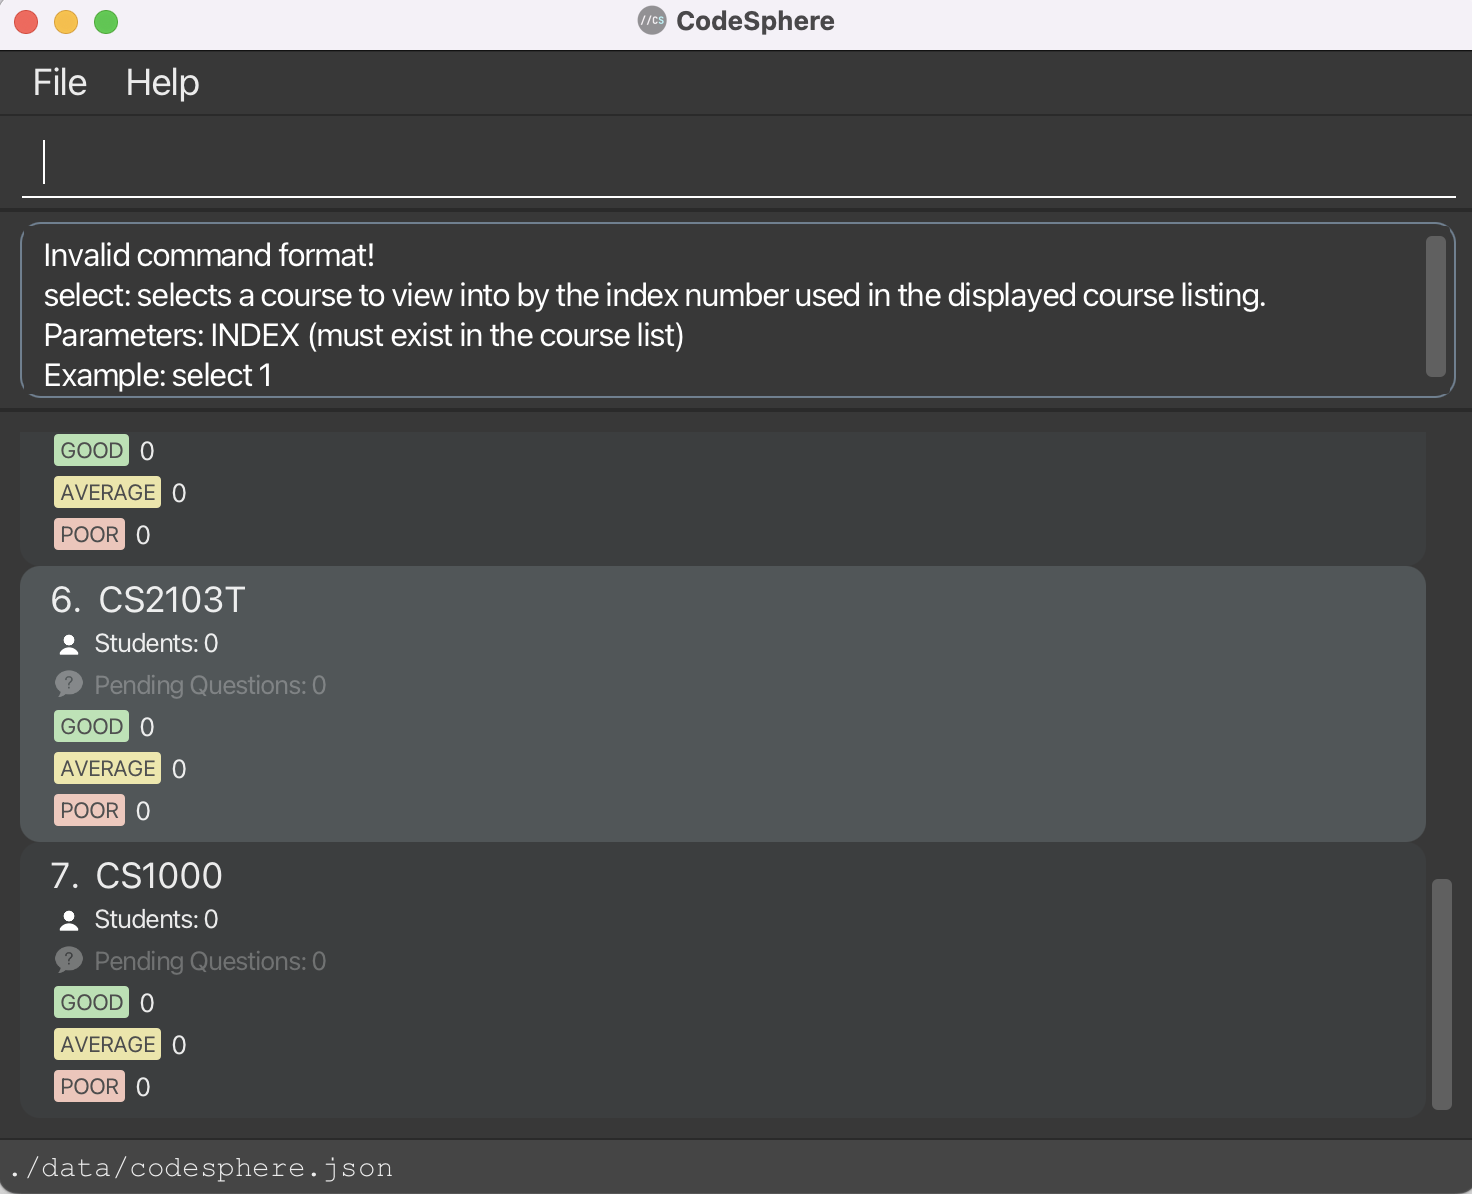 //CS CodeSphere
File Help
Invalid command format!
select: selects a course to view into by the index number used in the displayed course listing.
Parameters: INDEX (must exist in the course list)
Example: select 1
GOOD 0
AVERAGE 0
POOR 0
6. CS2103T
Students: 0
? Pending Questions: 0
GOOD 0
AVERAGE 0
POOR 0
7. CS1000
Students: 0
? Pending Questions: 0
GOOD 0
AVERAGE 0
POOR 0
./data/codesphere.json